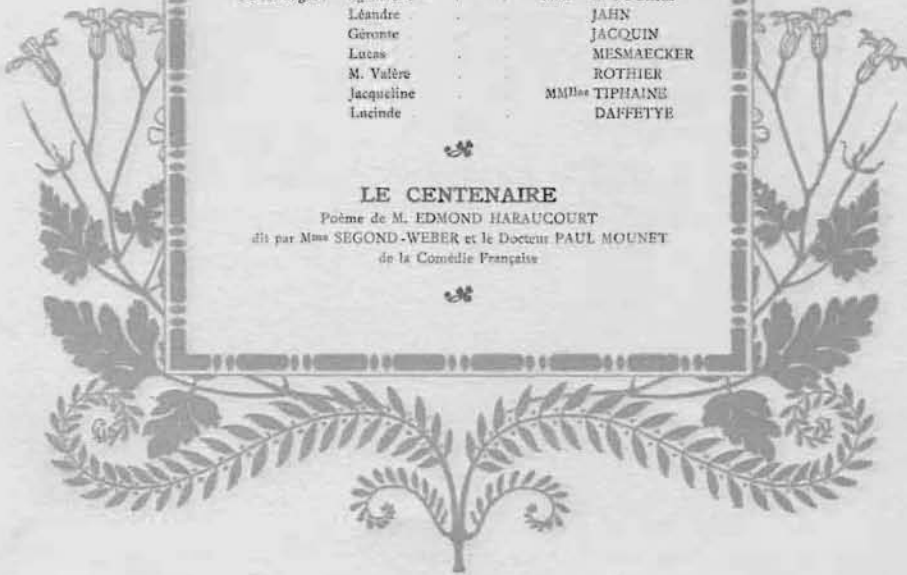 Léandre JAHN
Géronte JACQUIN
Lucas MESMAECKER
M. Valère ROTHIER
Jacqueline MMlles TIPHAINE
Lucinde DAFFETYE
LE CENTENAIRE
Poème de M. EDMOND HARAUCOURT
dit par Mme SEGOND-WEBER et le Docteur PAUL MOUNET
de la Comédie Française